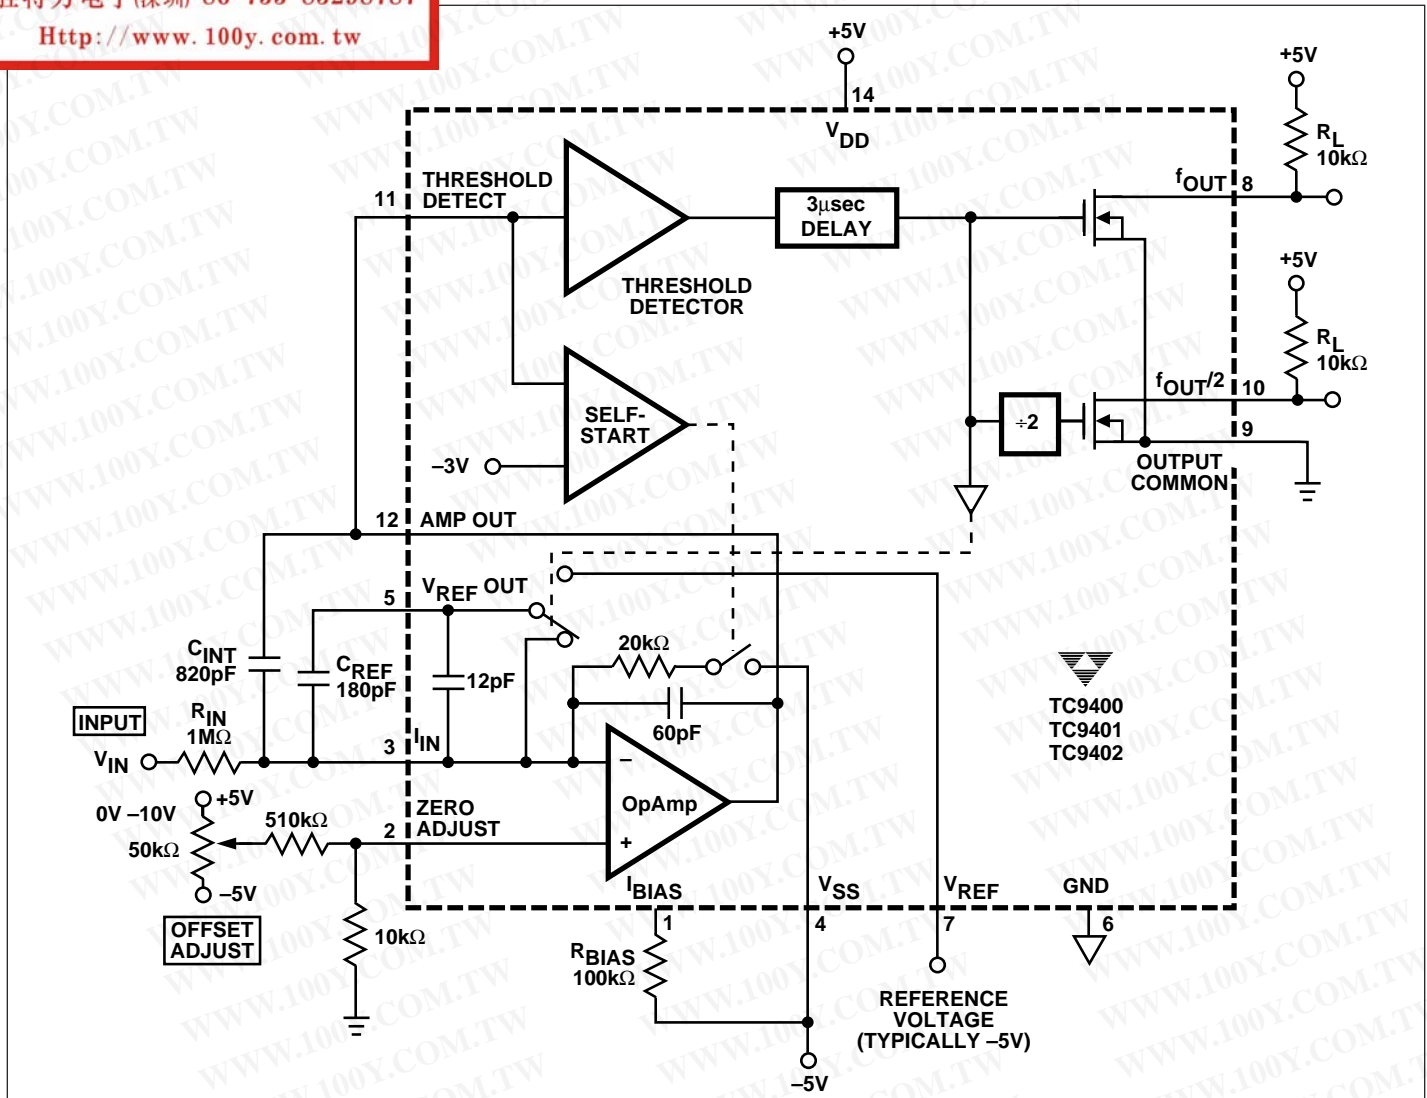 Http://www.100y.com.tw
+5V
14
VDD
+5V
RL
10kΩ
fOUT 8
11
THRESHOLD
DETECT
3μsec
DELAY
THRESHOLD
DETECTOR
+5V
RL
10kΩ
fOUT/2 10
SELF-
START
÷2
9
–3V
OUTPUT
COMMON
12 AMP OUT
5 VREF OUT
CINT
820pF
CREF
180pF
12pF
20kΩ
60pF
TC9400
TC9401
TC9402
INPUT
RIN
1MΩ
VIN
3 IIN
–
OpAmp
+
0V –10V
+5V
50kΩ
–5V
510kΩ
2
ZERO
ADJUST
OFFSET
ADJUST
10kΩ
IBIAS
1
VSS
4
VREF
7
GND
6
RBIAS
100kΩ
REFERENCE
VOLTAGE
(TYPICALLY –5V)
–5V
WWW.100Y.COM.TW